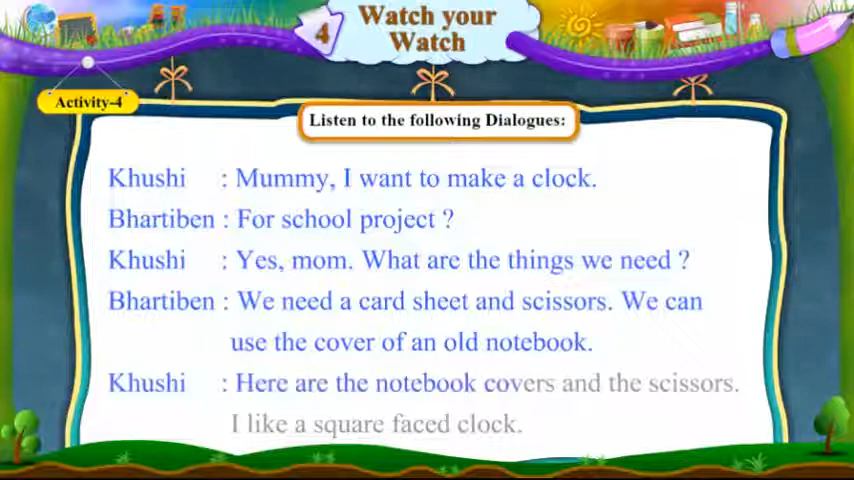 4
Watch your
Watch
Activity-4
Listen to the following Dialogues:
Khushi : Mummy, I want to make a clock.
Bhartiben : For school project ?
Khushi : Yes, mom. What are the things we need ?
Bhartiben : We need a card sheet and scissors. We can
use the cover of an old notebook.
Khushi : Here are the notebook covers and the scissors.
I like a square faced clock.